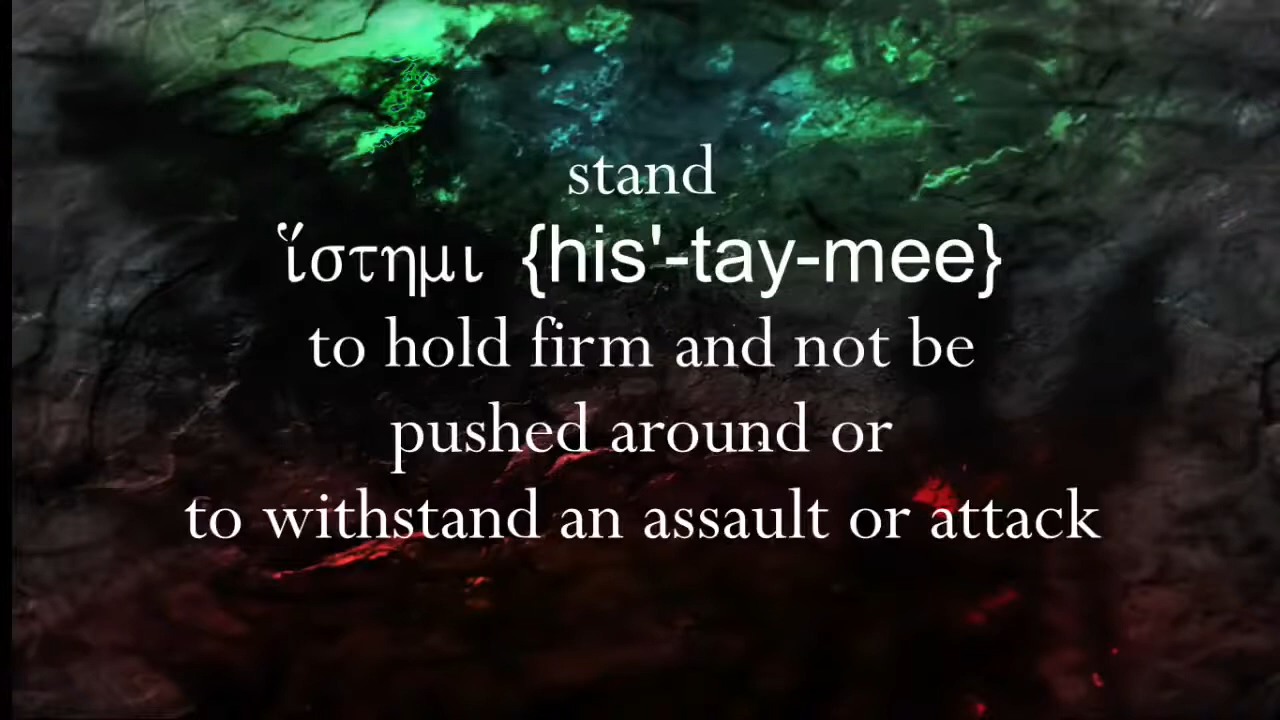 stand
ἵστημι {his'-tay-mee}
to hold firm and not be
pushed around or
to withstand an assault or attack